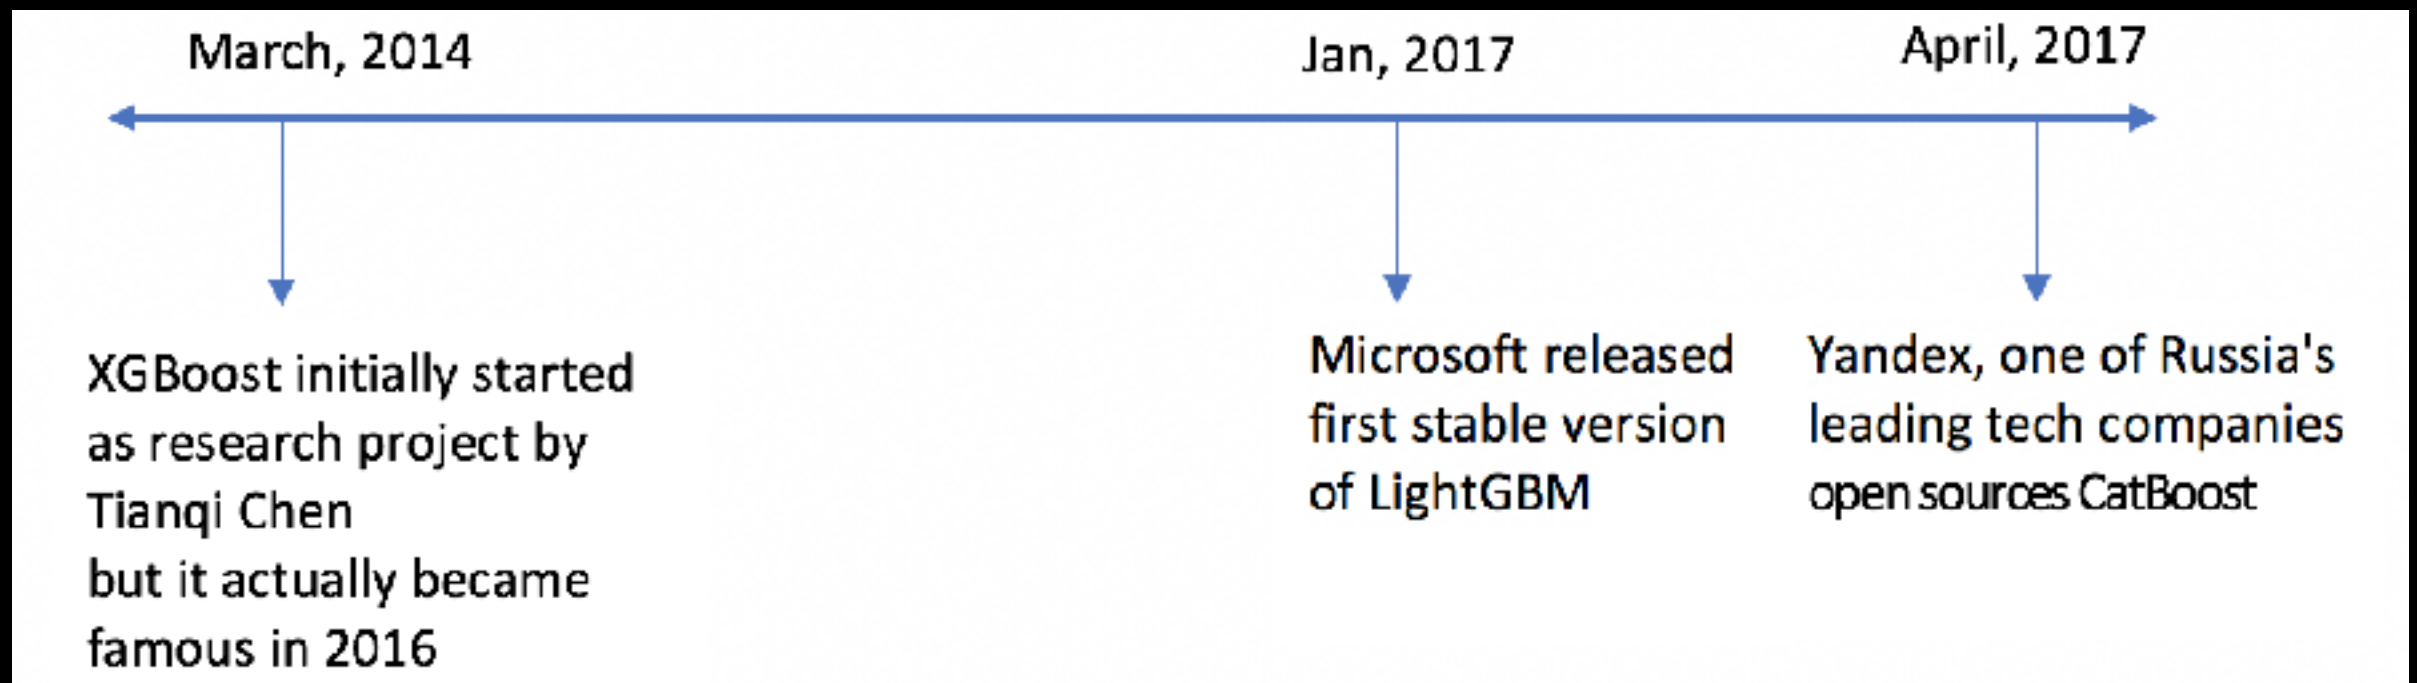 March, 2014
Jan, 2017
April, 2017
XGBoost initially started
as research project by
Tianqi Chen
but it actually became
famous in 2016
Microsoft released
first stable version
of LightGBM
Yandex, one of Russia's
leading tech companies
open sources CatBoost